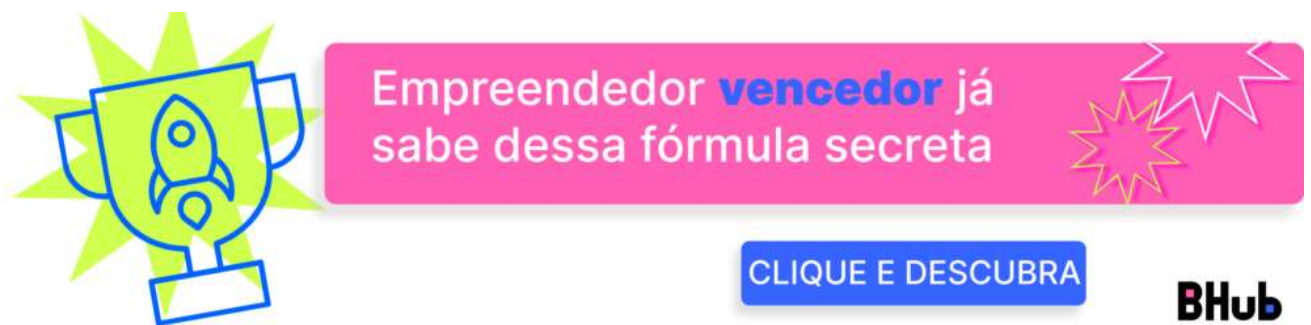 Empreendedor vencedor já
sabe dessa fórmula secreta
CLIQUE E DESCUBRA
BHub